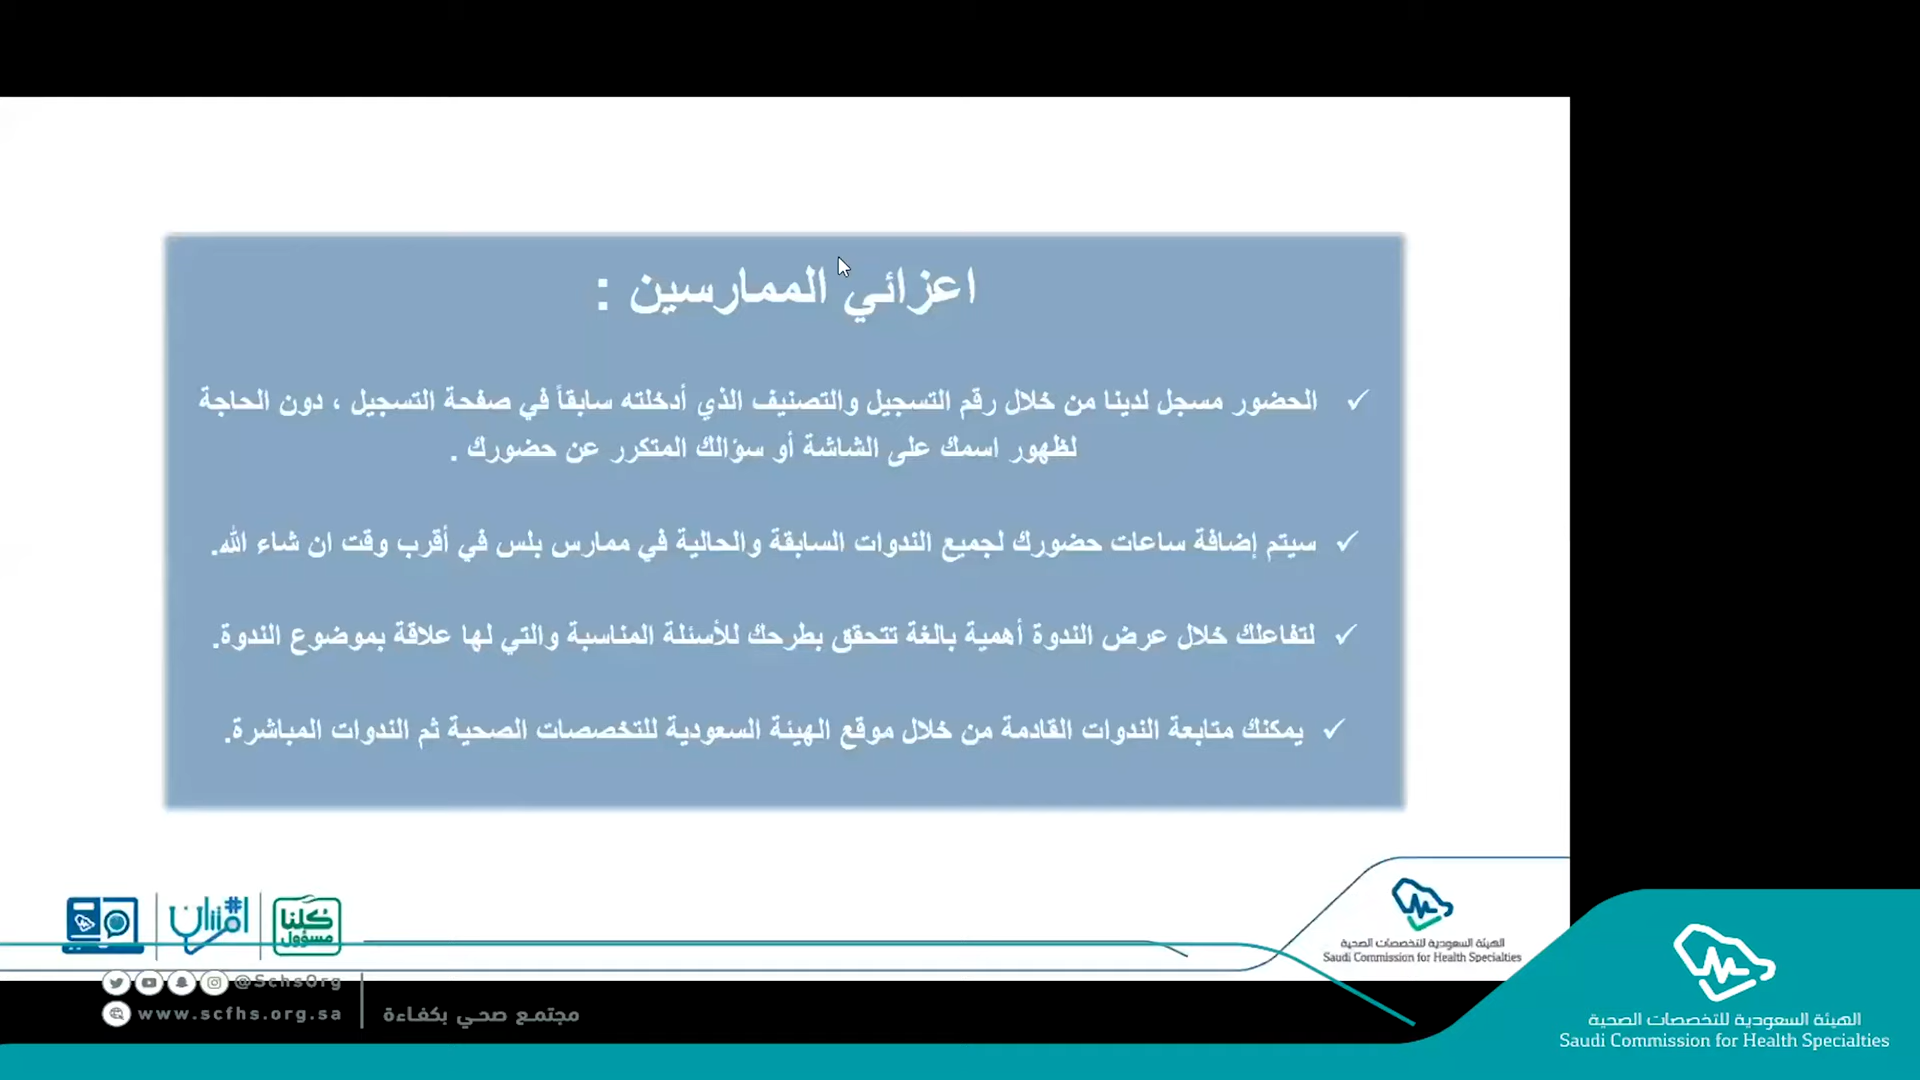 اعزائي الممارسين :
الحضور مسجل لدينا من خلال رقم التسجيل والتصنيف الذي أدخلته سابقاً في صفحة التسجيل ، دون الحاجة
لظهور اسمك على الشاشة أو سؤالك المتكرر عن حضورك .
سيتم إضافة ساعات حضورك لجميع الندوات السابقة والحالية في ممارس بلس في أقرب وقت ان شاء الله.
لتفاعلك خلال عرض الندوة أهمية بالغة تتحقق بطرحك للأسئلة المناسبة والتي لها علاقة بموضوع الندوة.
يمكنك متابعة الندوات القادمة من خلال موقع الهيئة السعودية للتخصصات الصحية ثم الندوات المباشرة.
كلنا
مسؤول
الهيئة السعودية للتخصصات الصحية
Saudi Commission for Health Specialties
@SchsOrg
www.scfhs.org.sa
مجتمع صحي بكفاءة
الهيئة السعودية للتخصصات الصحية
Saudi Commission for Health Specialties